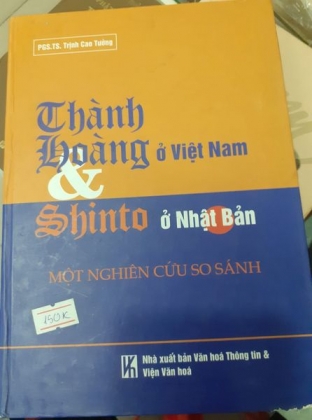 PGS.TS. Trịnh Cao Tưởng
Thành
Hoàng ở Việt Nam
&
Shinto ở Nhật Bản
MỘT NGHIÊN CỨU SO SÁNH
150K
Nhà xuất bản Văn hoá Thông tin &
Viện Văn hoá